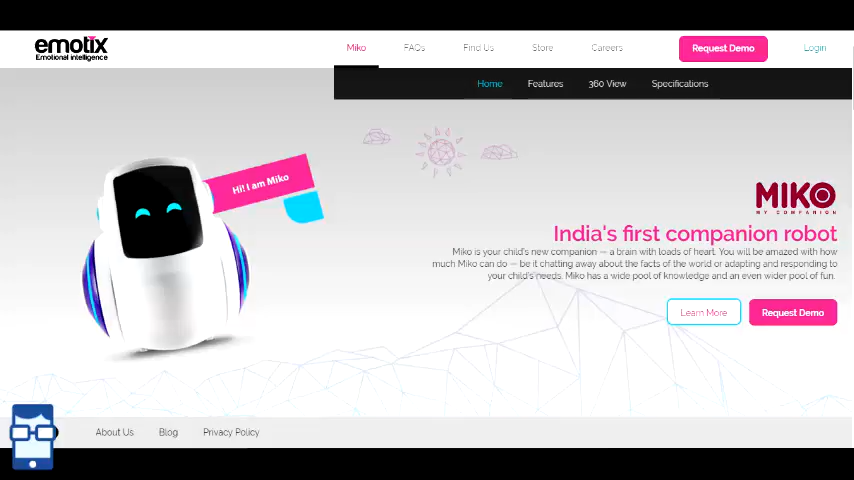 emotix
Emotional intelligence
Miko FAQs Find Us Store Careers Request Demo Login
Home Features 360 View Specifications
Hi! I am Miko
MIKO
MY COMPANION
India's first companion robot
Miko is your child's new companion — a brain with loads of heart. You will be amazed with how
much Miko can do — be it chatting away about the facts of the world or adapting and responding to
your child's needs. Miko has a wide pool of knowledge and an even wider pool of fun.
Learn More Request Demo
About Us Blog Privacy Policy